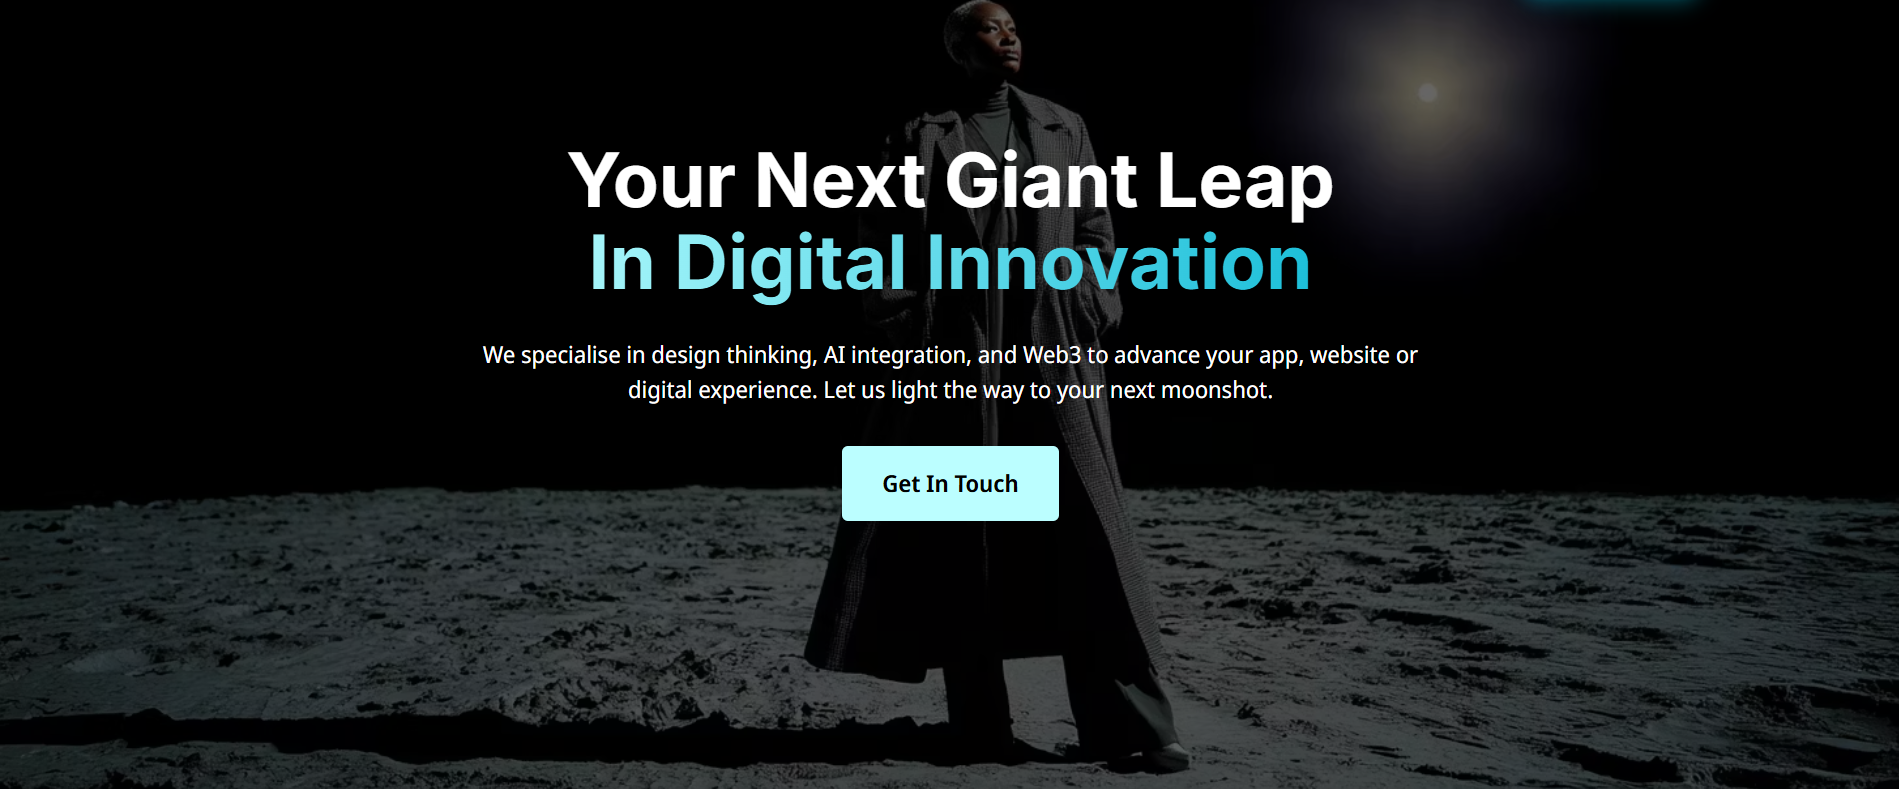 Your Next Giant Leap
In Digital Innovation
We specialise in design thinking, AI integration, and Web3 to advance your app, website or
digital experience. Let us light the way to your next moonshot.
Get In Touch